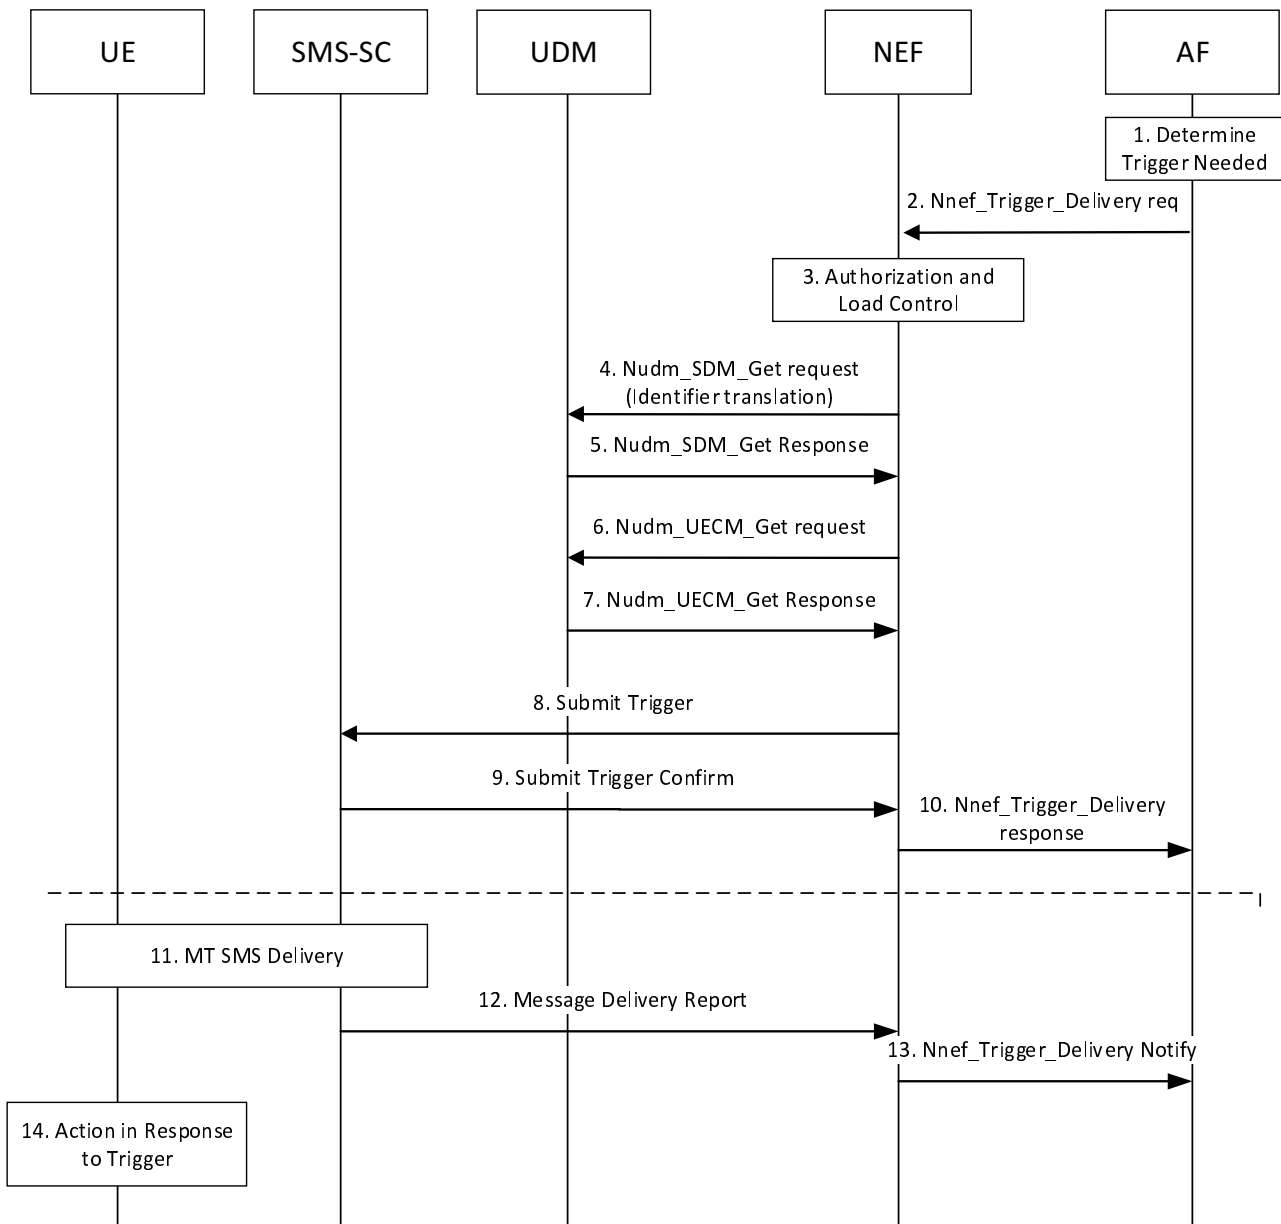 UE
SMS-SC
UDM
NEF
AF
1. Determine
Trigger Needed
2. Nnef_Trigger_Delivery req
3. Authorization and
Load Control
4. Nudm_SDM_Get request
(Identifier translation)
5. Nudm_SDM_Get Response
6. Nudm_UECM_Get request
7. Nudm_UECM_Get Response
8. Submit Trigger
9. Submit Trigger Confirm
10. Nnef_Trigger_Delivery
response
11. MT SMS Delivery
12. Message Delivery Report
13. Nnef_Trigger_Delivery Notify
14. Action in Response
to Trigger